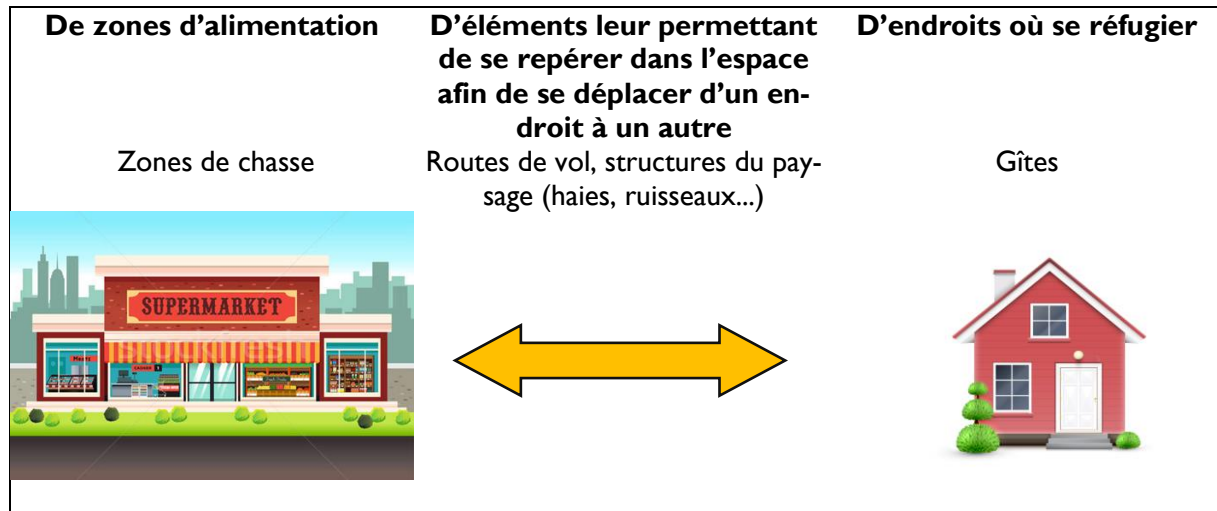 De zones d’alimentation
D’éléments leur permettant
de se repérer dans l’espace
afin de se déplacer d’un en-
droit à un autre
D’endroits où se réfugier
Zones de chasse
Routes de vol, structures du pay-
sage (haies, ruisseaux...)
Gîtes
SUPERMARKET